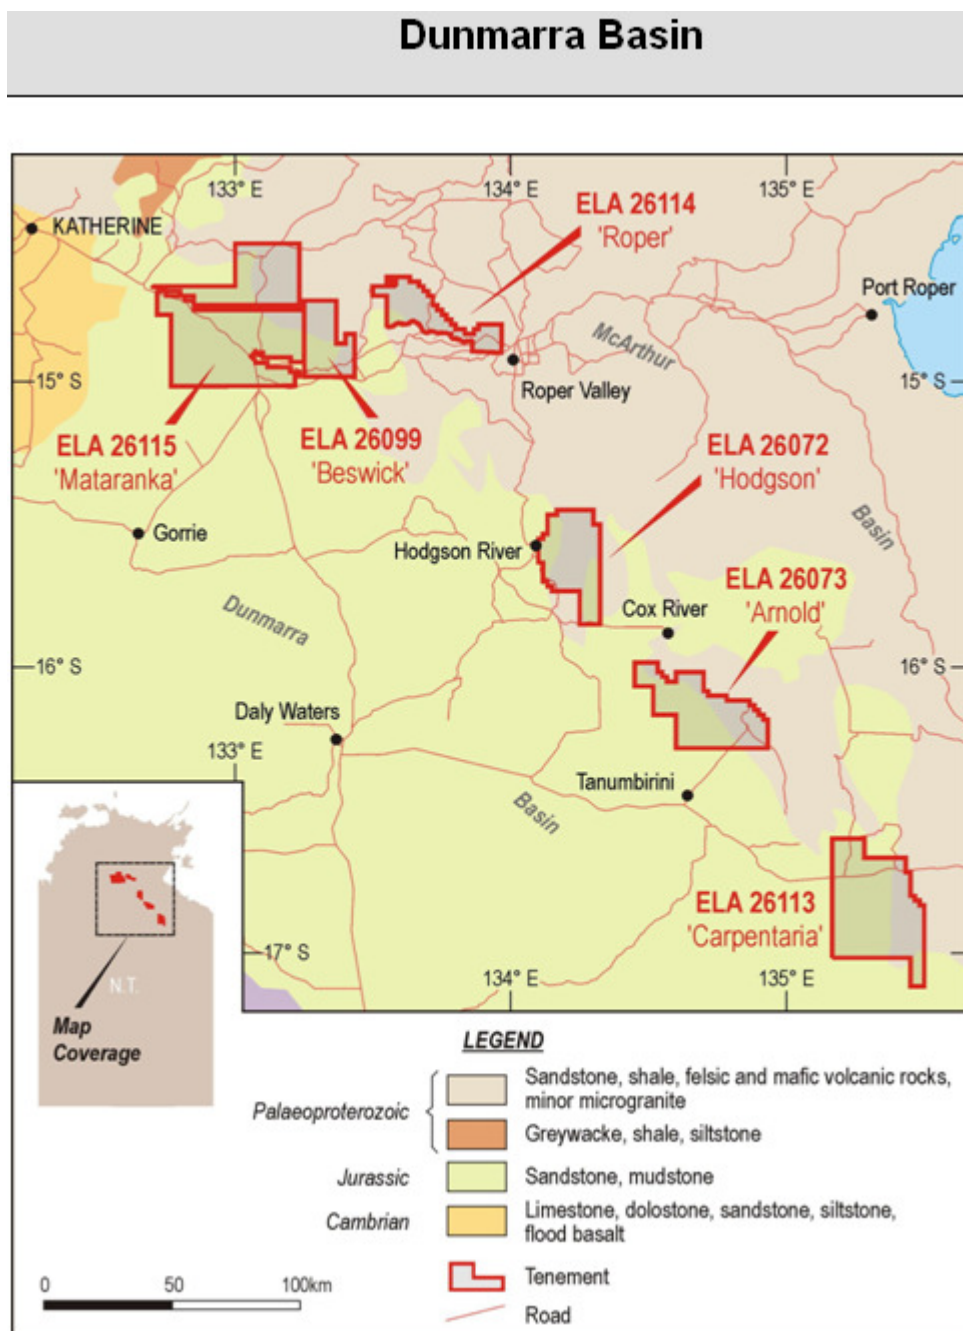 Dunmarra Basin
133° E
134° E
135° E
ELA 26114
'Roper'
KATHERINE
Port Roper
McArthur
15° S
15° S
Roper Valley
ELA 26115
'Mataranka'
ELA 26099
'Beswick'
ELA 26072
'Hodgson'
Basin
Gorrie
Hodgson River
ELA 26073
'Arnold'
Cox River
Dunmarra
16° S
16° S
Daly Waters
133° E
Tanumbirini
Basin
ELA 26113
'Carpentaria'
17° S
17° S
134° E
135° E
N.T.
Map
Coverage
LEGEND
Palaeoproterozoic
Sandstone, shale, felsic and mafic volcanic rocks,
minor microgranite
Greywacke, shale, siltstone
Jurassic
Sandstone, mudstone
Cambrian
Limestone, dolostone, sandstone, siltstone,
flood basalt
0 50 100km
Tenement
Road